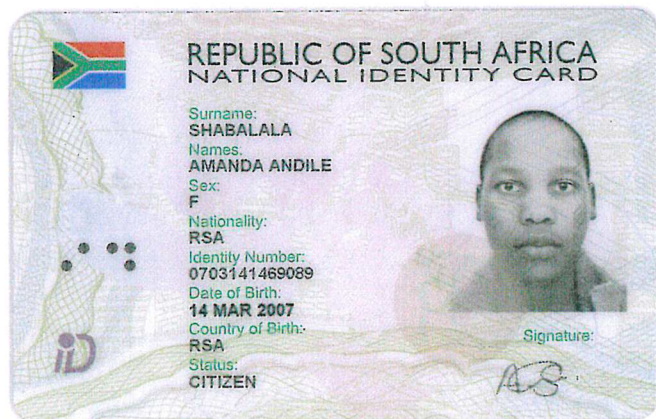 REPUBLIC OF SOUTH AFRICA
NATIONAL IDENTITY CARD
Surname:
SHABALALA
Names:
AMANDA ANDILE
Sex:
F
Nationality:
RSA
Identity Number:
0703141469089
Date of Birth:
14 MAR 2007
Country of Birth:
RSA
Status:
CITIZEN
Signature:
AS
iD